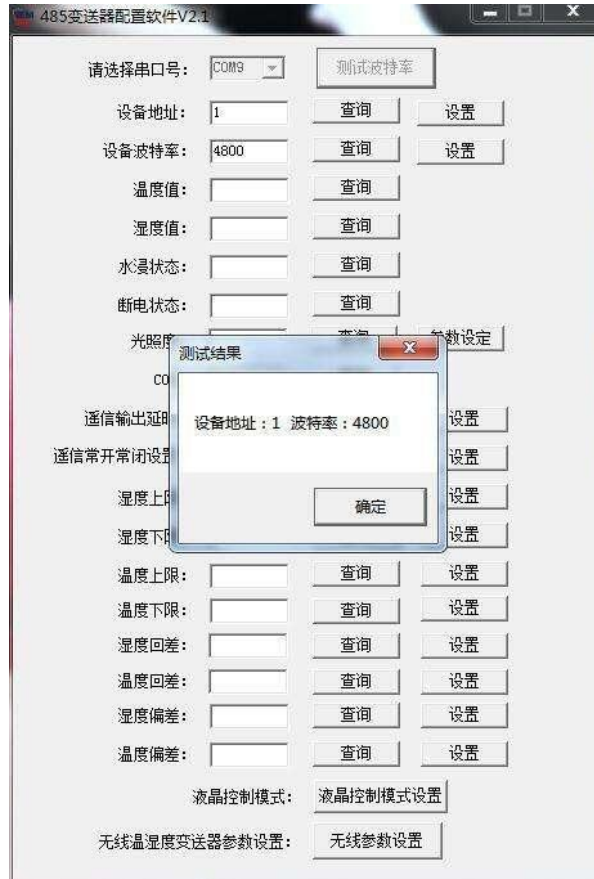 485变送器配置软件V2.1
请选择串口号： COM9 测试波特率
设备地址： 1 查询 设置
设备波特率： 4800 查询 设置
温度值： 查询
湿度值： 查询
水浸状态： 查询
断电状态： 查询
光照度 查询 参数设定
测试结果
CO
设备地址：1 波特率：4800
遥信输出延时 设置
遥信常开常闭设置 设置
确定
湿度上限 设置
湿度下限 设置
温度上限： 查询 设置
温度下限： 查询 设置
湿度回差： 查询 设置
温度回差： 查询 设置
湿度偏差： 查询 设置
温度偏差： 查询 设置
液晶控制模式： 液晶控制模式设置
无线温湿度变送器参数设置： 无线参数设置